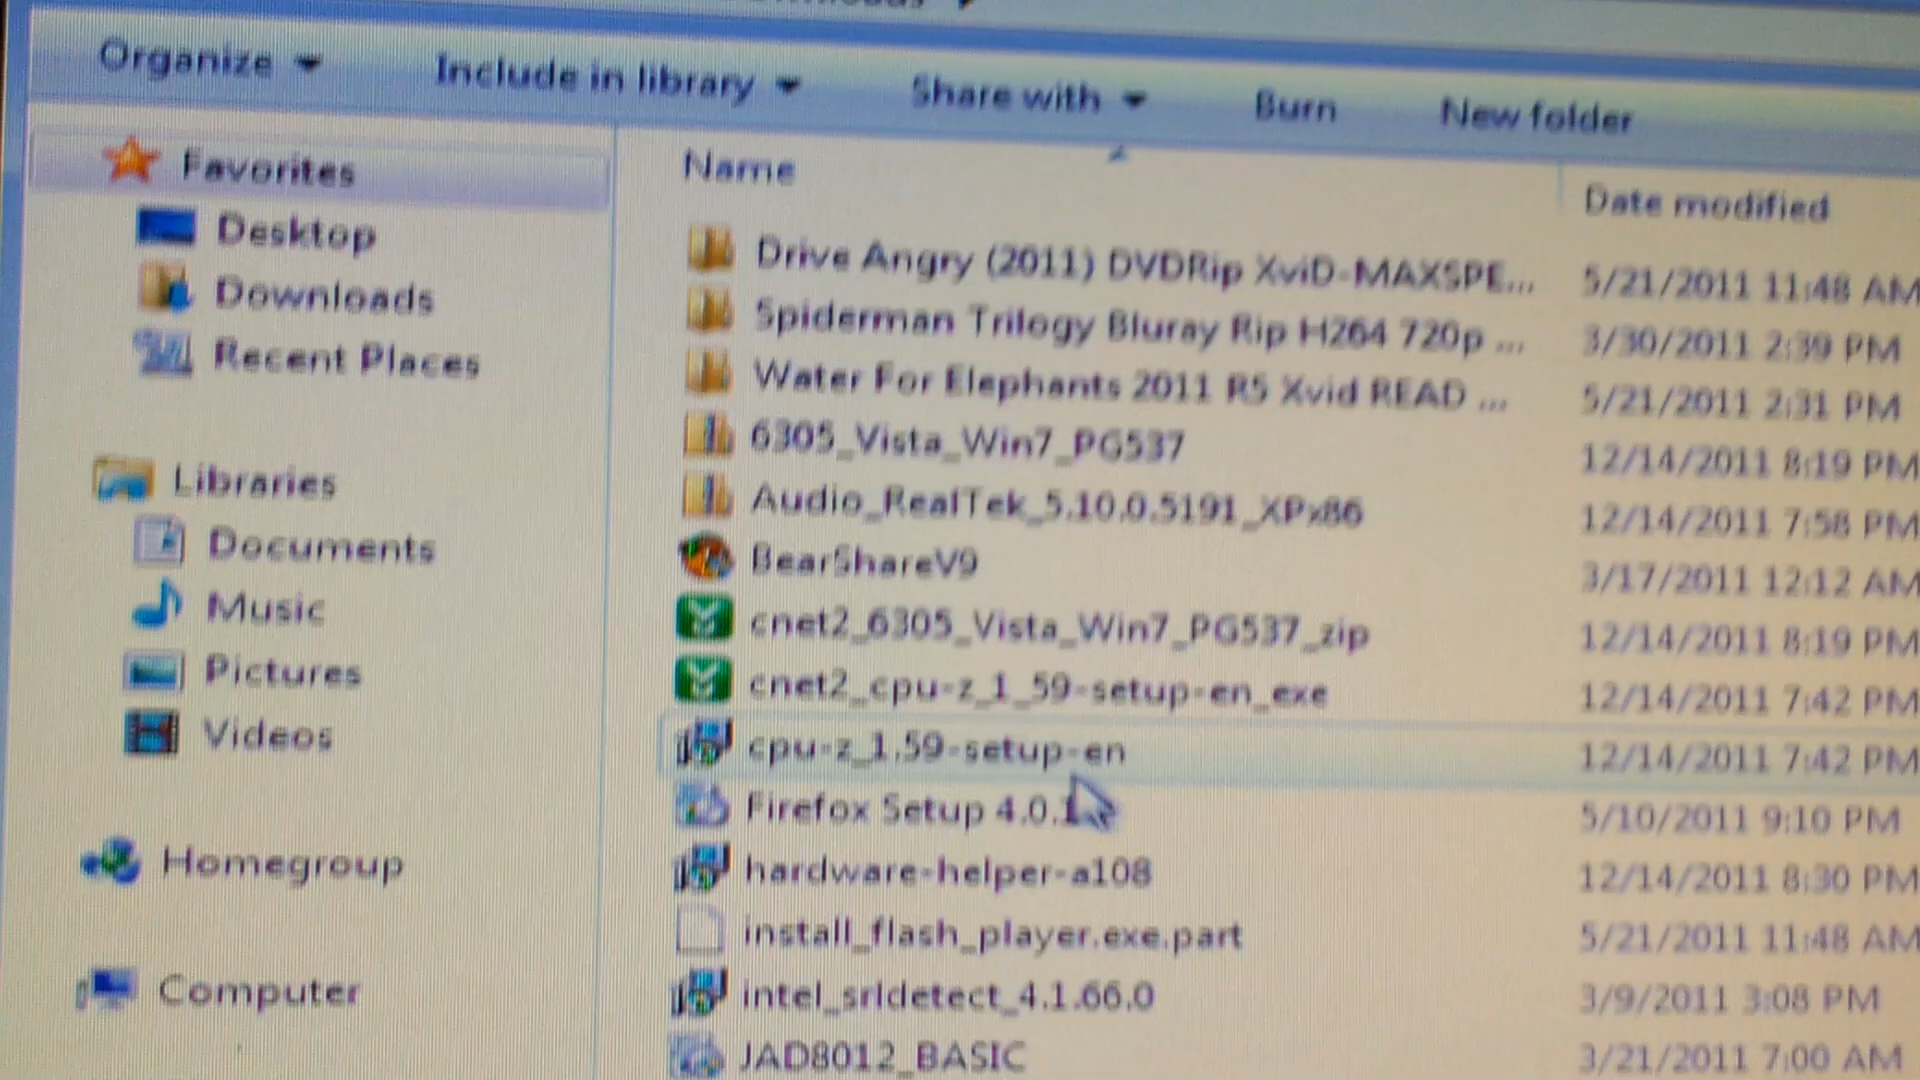 Organize Include in library Share with Burn New folder
Name Date modified
Favorites
Desktop
Downloads
Recent Places
Libraries
Documents
Music
Pictures
Videos
Homegroup
Computer
Drive Angry (2011) DVDRip XviD-MAXSPE... 5/21/2011 11:48 AM
Spiderman Trilogy Bluray Rip H264 720p ... 3/30/2011 2:39 PM
Water For Elephants 2011 R5 Xvid READ ... 5/21/2011 2:31 PM
6305_Vista_Win7_PG537 12/14/2011 8:19 PM
Audio_RealTek_5.10.0.5191_XPx86 12/14/2011 7:58 PM
BearShareV9 3/17/2011 12:12 AM
cnet2_6305_Vista_Win7_PG537_zip 12/14/2011 8:19 PM
cnet2_cpu-z_1_59-setup-en_exe 12/14/2011 7:42 PM
cpu-z_1.59-setup-en 12/14/2011 7:42 PM
Firefox Setup 4.0.1 5/10/2011 9:10 PM
hardware-helper-a108 12/14/2011 8:30 PM
install_flash_player.exe.part 5/21/2011 11:48 AM
intel_srldetect_4.1.66.0 3/9/2011 3:08 PM
JAD8012_BASIC 3/21/2011 7:00 AM